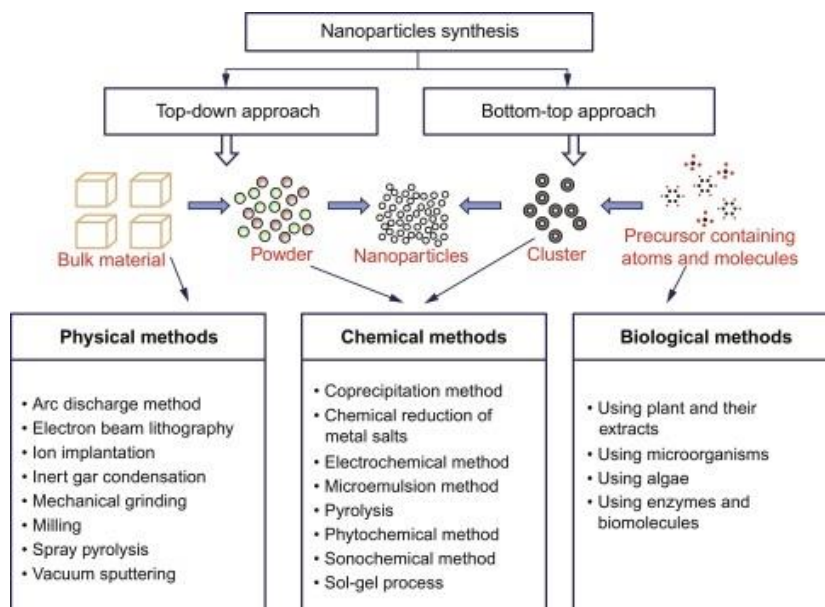 Nanoparticles synthesis
Top-down approach
Bottom-top approach
Bulk material
Powder
Nanoparticles
Cluster
Precursor containing
atoms and molecules
Physical methods
• Arc discharge method
• Electron beam lithography
• Ion implantation
• Inert gar condensation
• Mechanical grinding
• Milling
• Spray pyrolysis
• Vacuum sputtering
Chemical methods
• Coprecipitation method
• Chemical reduction of
metal salts
• Electrochemical method
• Microemulsion method
• Pyrolysis
• Phytochemical method
• Sonochemical method
• Sol-gel process
Biological methods
• Using plant and their
extracts
• Using microorganisms
• Using algae
• Using enzymes and
biomolecules